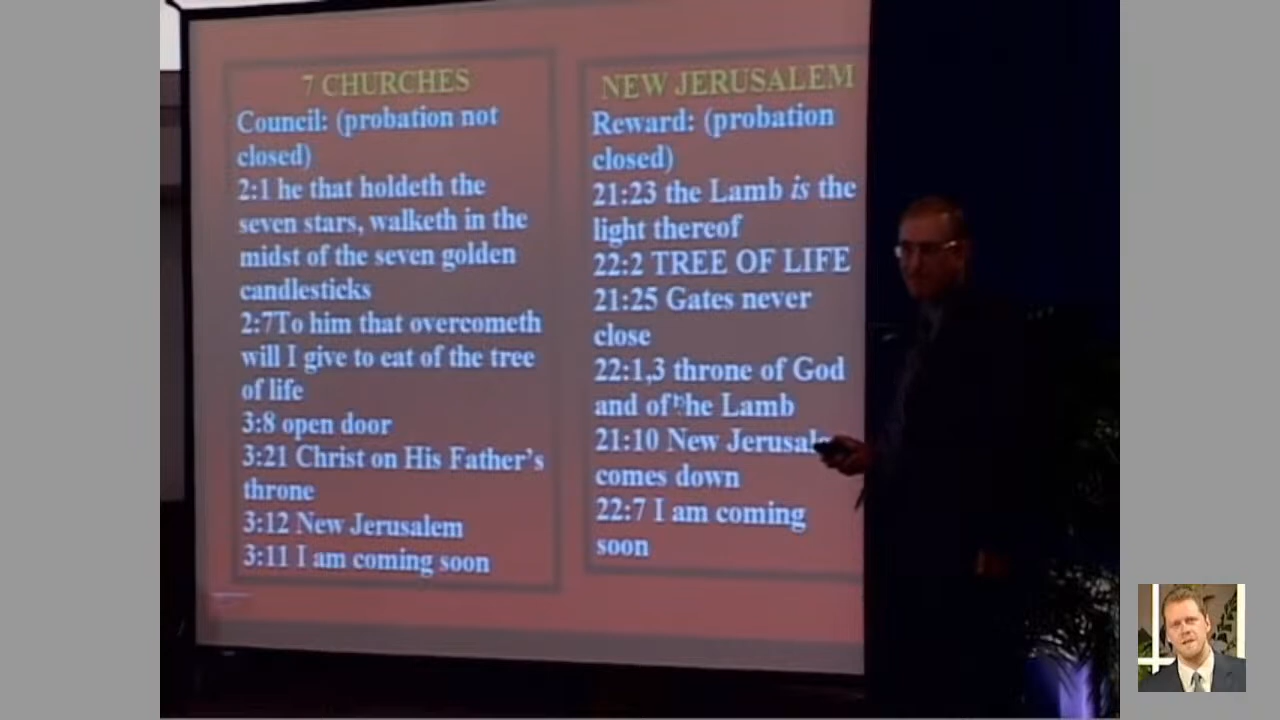 7 CHURCHES
Council: (probation not
closed)
2:1 he that holdeth the
seven stars, walketh in the
midst of the seven golden
candlesticks
2:7To him that overcometh
will I give to eat of the tree
of life
3:8 open door
3:21 Christ on His Father's
throne
3:12 New Jerusalem
3:11 I am coming soon
NEW JERUSALEM
Reward: (probation
closed)
21:23 the Lamb is the
light thereof
22:2 TREE OF LIFE
21:25 Gates never
close
22:1,3 throne of God
and of the Lamb
21:10 New Jerusale
comes down
22:7 I am coming
soon